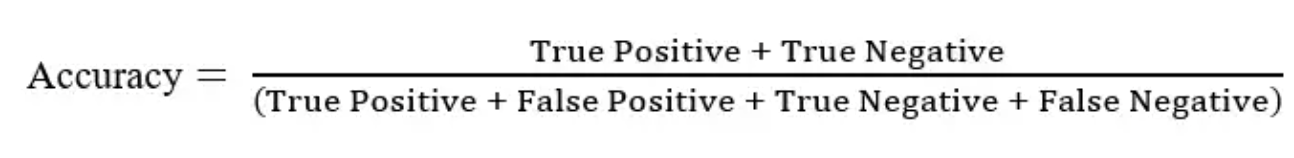 Accuracy =
True Positive + True Negative
(True Positive + False Positive + True Negative + False Negative)